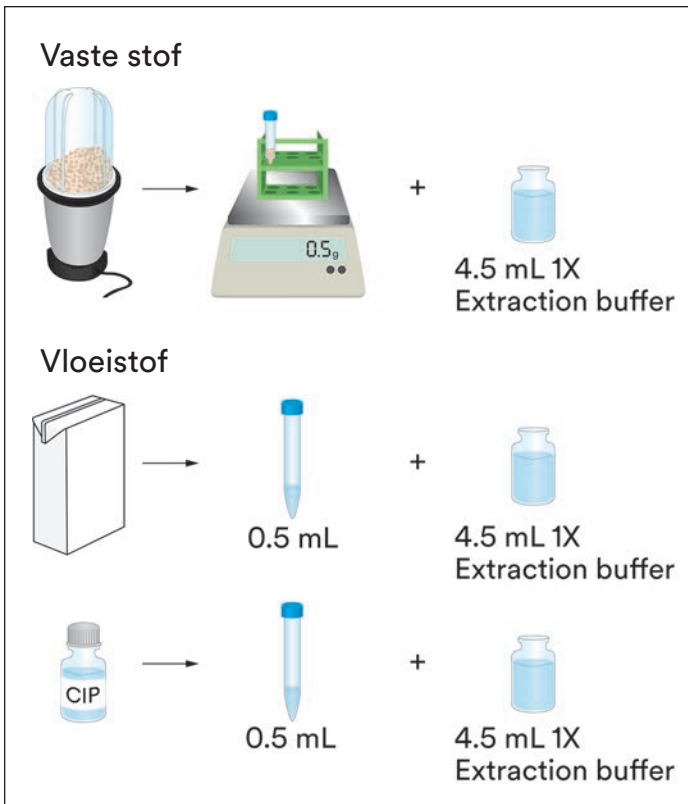 Vaste stof
0.5g
+
4.5 mL 1X
Extraction buffer
Vloeistof
+
0.5 mL
4.5 mL 1X
Extraction buffer
CIP
+
0.5 mL
4.5 mL 1X
Extraction buffer